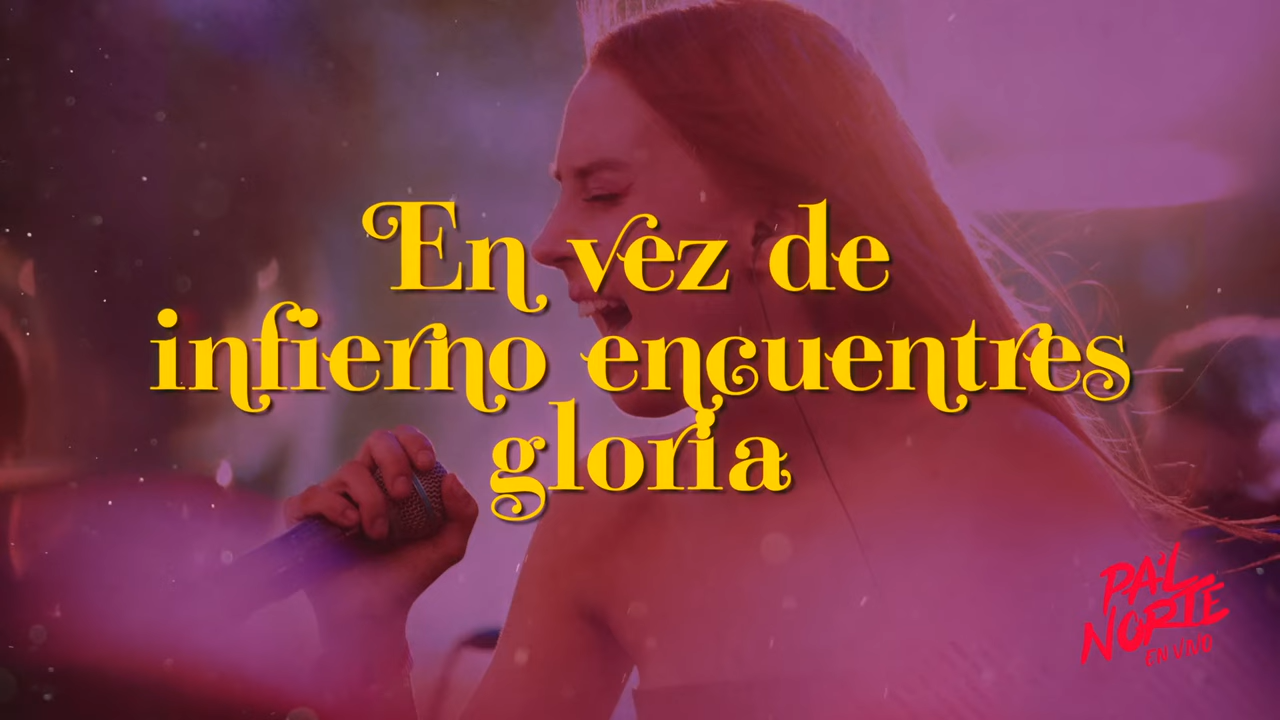 En vez de
infierno encuentres
gloria
PA'L
NORTE
EN VIVO